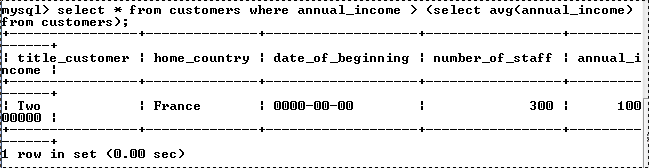 mysql> select * from customers where annual_income > (select avg(annual_income)
from customers);
+----------------+--------------+-------------------+-----------------+---------
------+
¦ title_customer ¦ home_country ¦ date_of_beginning ¦ number_of_staff ¦ annual_i
ncome ¦
+----------------+--------------+-------------------+-----------------+---------
------+
¦ Two            ¦ France       ¦ 0000-00-00        ¦             300 ¦      100
00000 ¦
+----------------+--------------+-------------------+-----------------+---------
------+
1 row in set (0.00 sec)